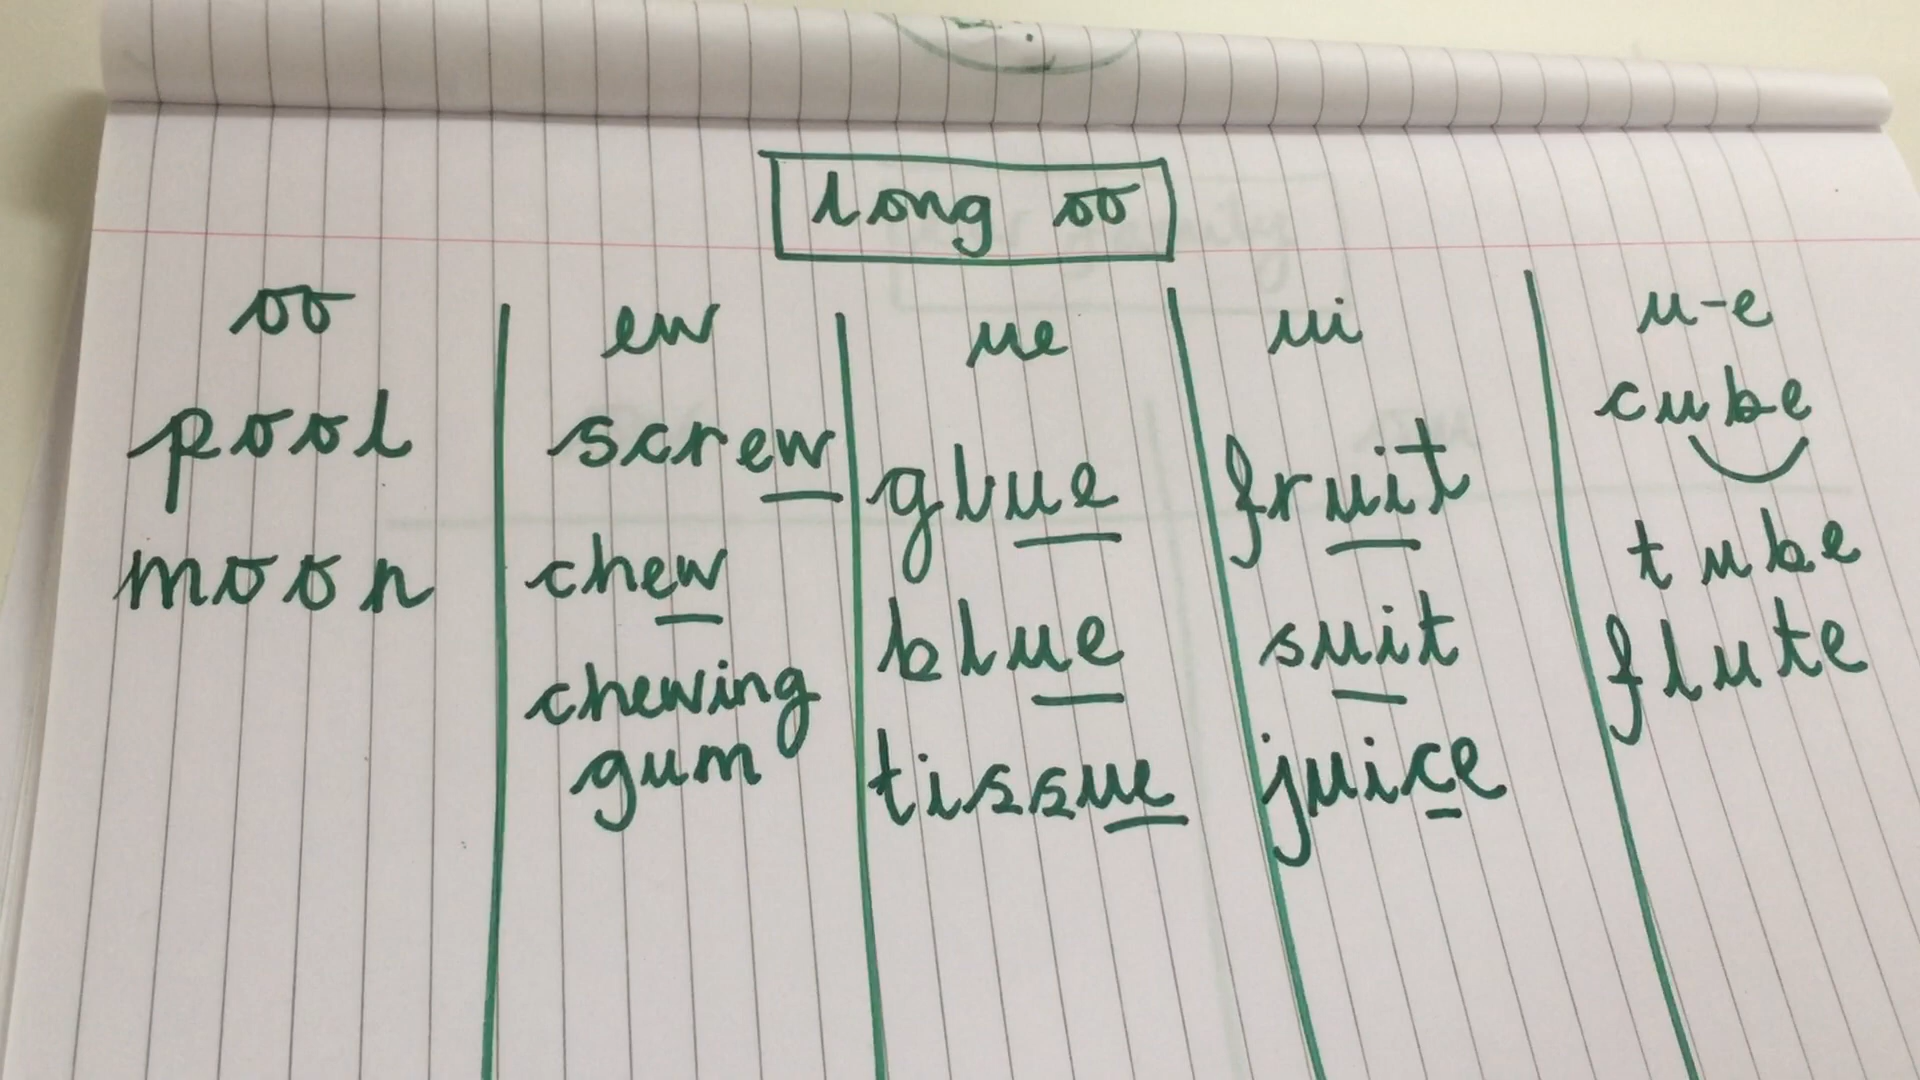 long oo
oo
pool
moon
ew
screw
chew
chewing
gum
ue
glue
blue
tissue
ui
fruit
suit
juice
u-e
cube
tube
flute